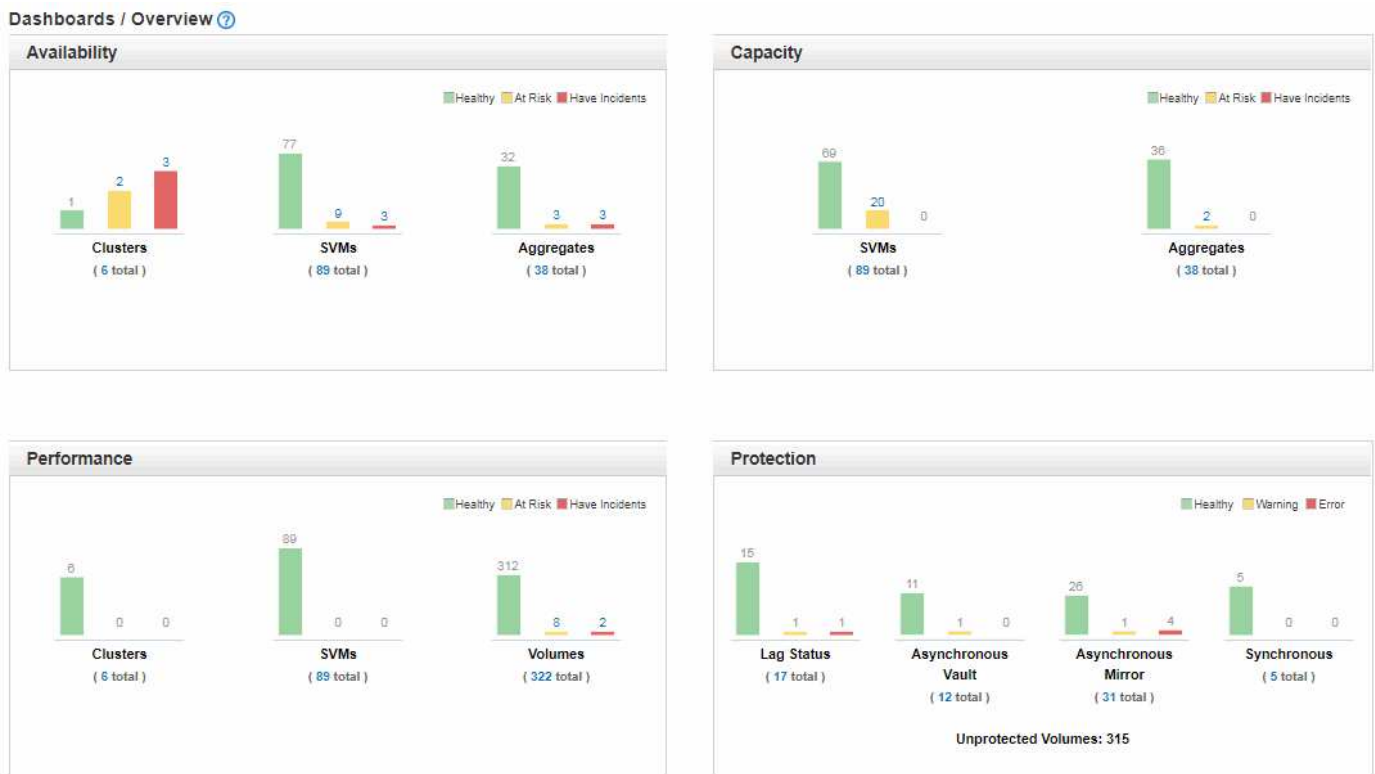 Dashboards / Overview ?
Availability
Healthy At Risk Have Incidents
1
2
3
Clusters
( 6 total )
77
9
3
SVMs
( 89 total )
32
3
3
Aggregates
( 38 total )
Capacity
Healthy At Risk Have Incidents
69
20
0
SVMs
( 89 total )
36
2
0
Aggregates
( 38 total )
Performance
Healthy At Risk Have Incidents
6
0
0
Clusters
( 6 total )
89
0
0
SVMs
( 89 total )
312
8
2
Volumes
( 322 total )
Protection
Healthy Warning Error
15
1
1
Lag Status
( 17 total )
11
1
0
Asynchronous
Vault
( 12 total )
26
1
4
Asynchronous
Mirror
( 31 total )
5
0
0
Synchronous
( 5 total )
Unprotected Volumes: 315